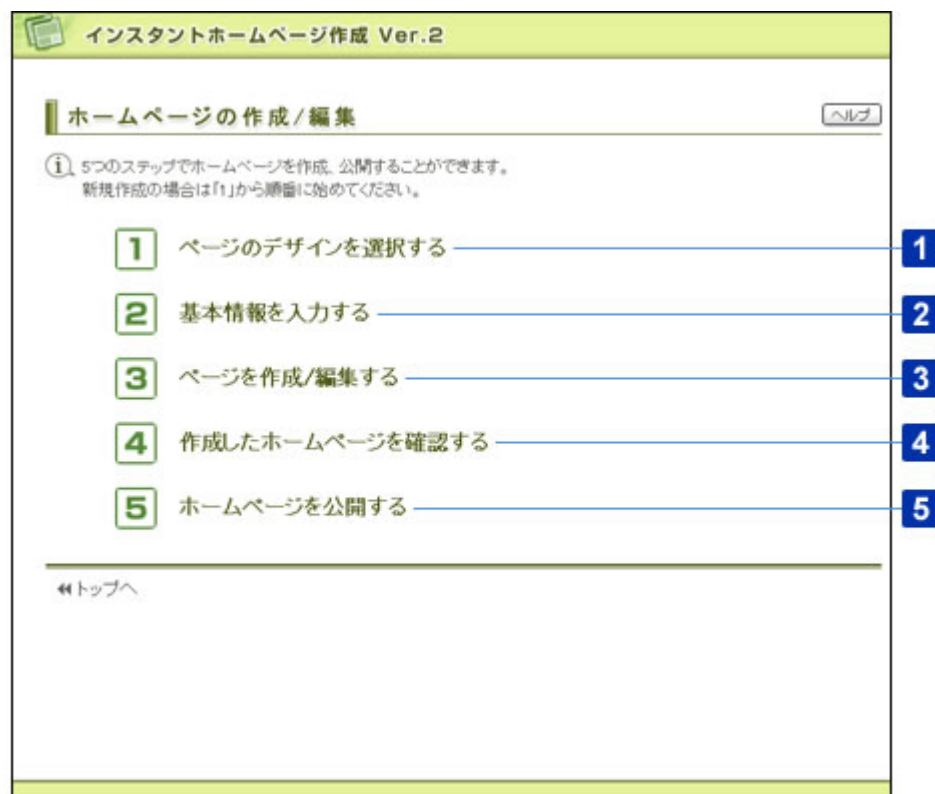 インスタントホームページ作成 Ver.2
ホームページの作成/編集
ヘルプ
5つのステップでホームページを作成、公開することができます。
新規作成の場合は「1」から順番に始めてください。
1 ページのデザインを選択する 1
2 基本情報を入力する 2
3 ページを作成/編集する 3
4 作成したホームページを確認する 4
5 ホームページを公開する 5
トップへ